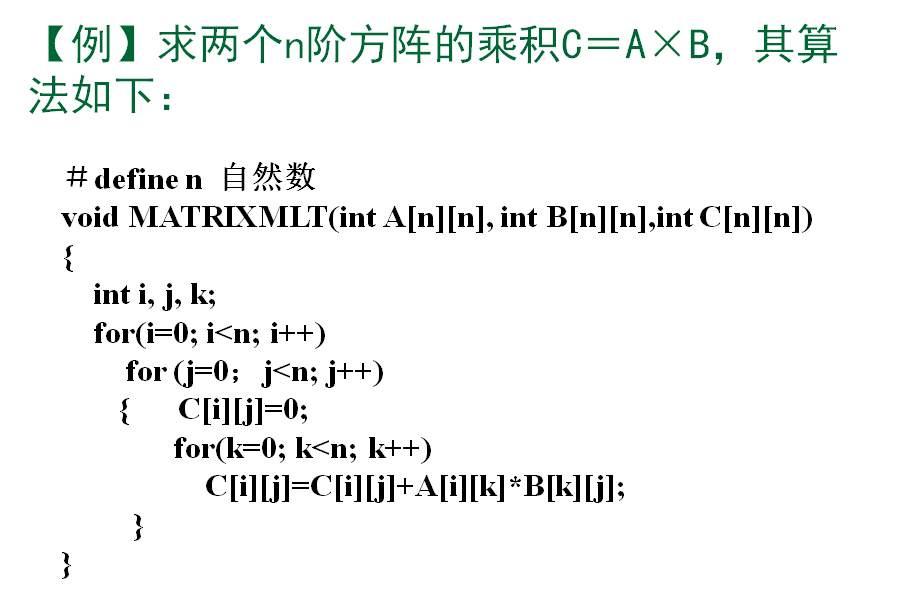 【例】求两个n阶方阵的乘积C＝A×B，其算
法如下：
＃define n 自然数
void MATRIXMLT(int A[n][n], int B[n][n],int C[n][n])
{
int i, j, k;
for(i=0; i<n; i++)
for (j=0； j<n; j++)
{ C[i][j]=0;
for(k=0; k<n; k++)
C[i][j]=C[i][j]+A[i][k]*B[k][j];
}
}